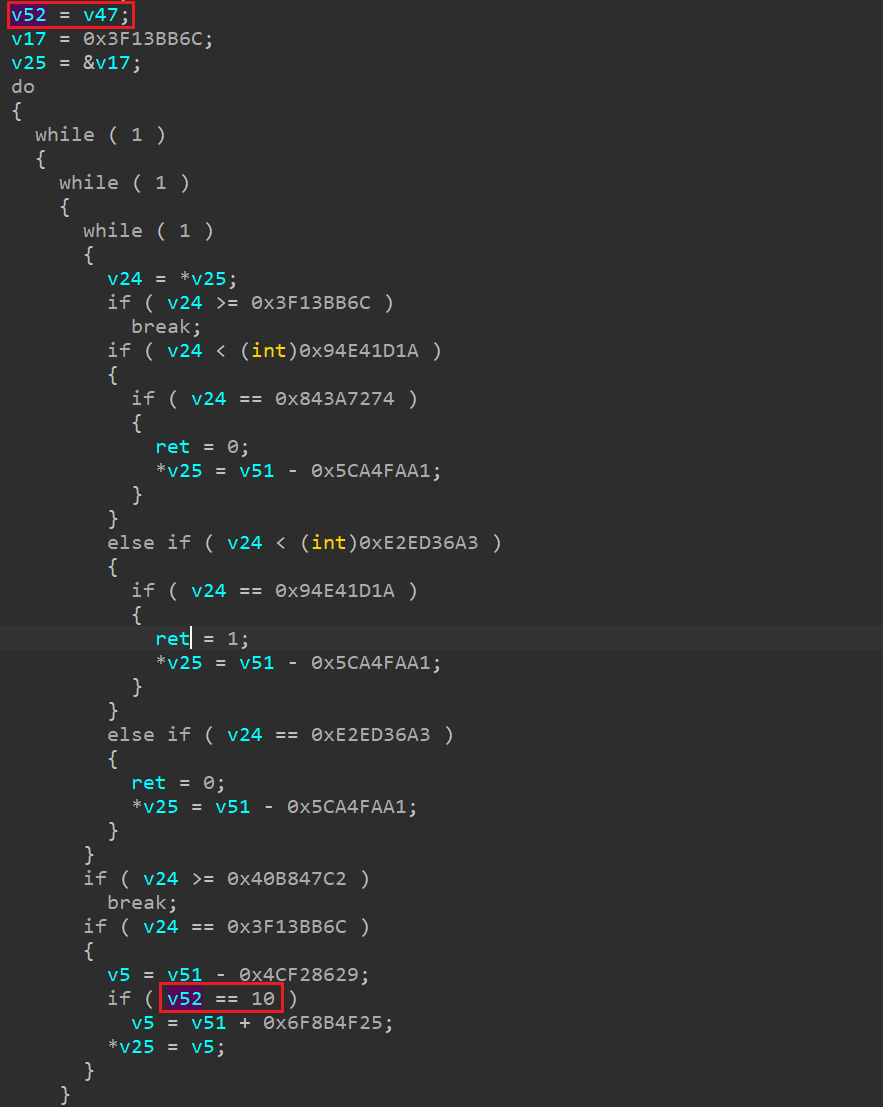 v52 = v47;
v17 = 0x3F13BB6C;
v25 = &v17;
do
{
  while ( 1 )
  {
    while ( 1 )
    {
      while ( 1 )
      {
        v24 = *v25;
        if ( v24 >= 0x3F13BB6C )
          break;
        if ( v24 < (int)0x94E41D1A )
        {
          if ( v24 == 0x843A7274 )
          {
            ret = 0;
            *v25 = v51 - 0x5CA4FAA1;
          }
        }
        else if ( v24 < (int)0xE2ED36A3 )
        {
          if ( v24 == 0x94E41D1A )
          {
            ret = 1;
            *v25 = v51 - 0x5CA4FAA1;
          }
        }
        else if ( v24 == 0xE2ED36A3 )
        {
          ret = 0;
          *v25 = v51 - 0x5CA4FAA1;
        }
      }
      if ( v24 >= 0x40B847C2 )
        break;
      if ( v24 == 0x3F13BB6C )
      {
        v5 = v51 - 0x4CF28629;
        if ( v52 == 10 )
          v5 = v51 + 0x6F8B4F25;
        *v25 = v5;
      }
    }